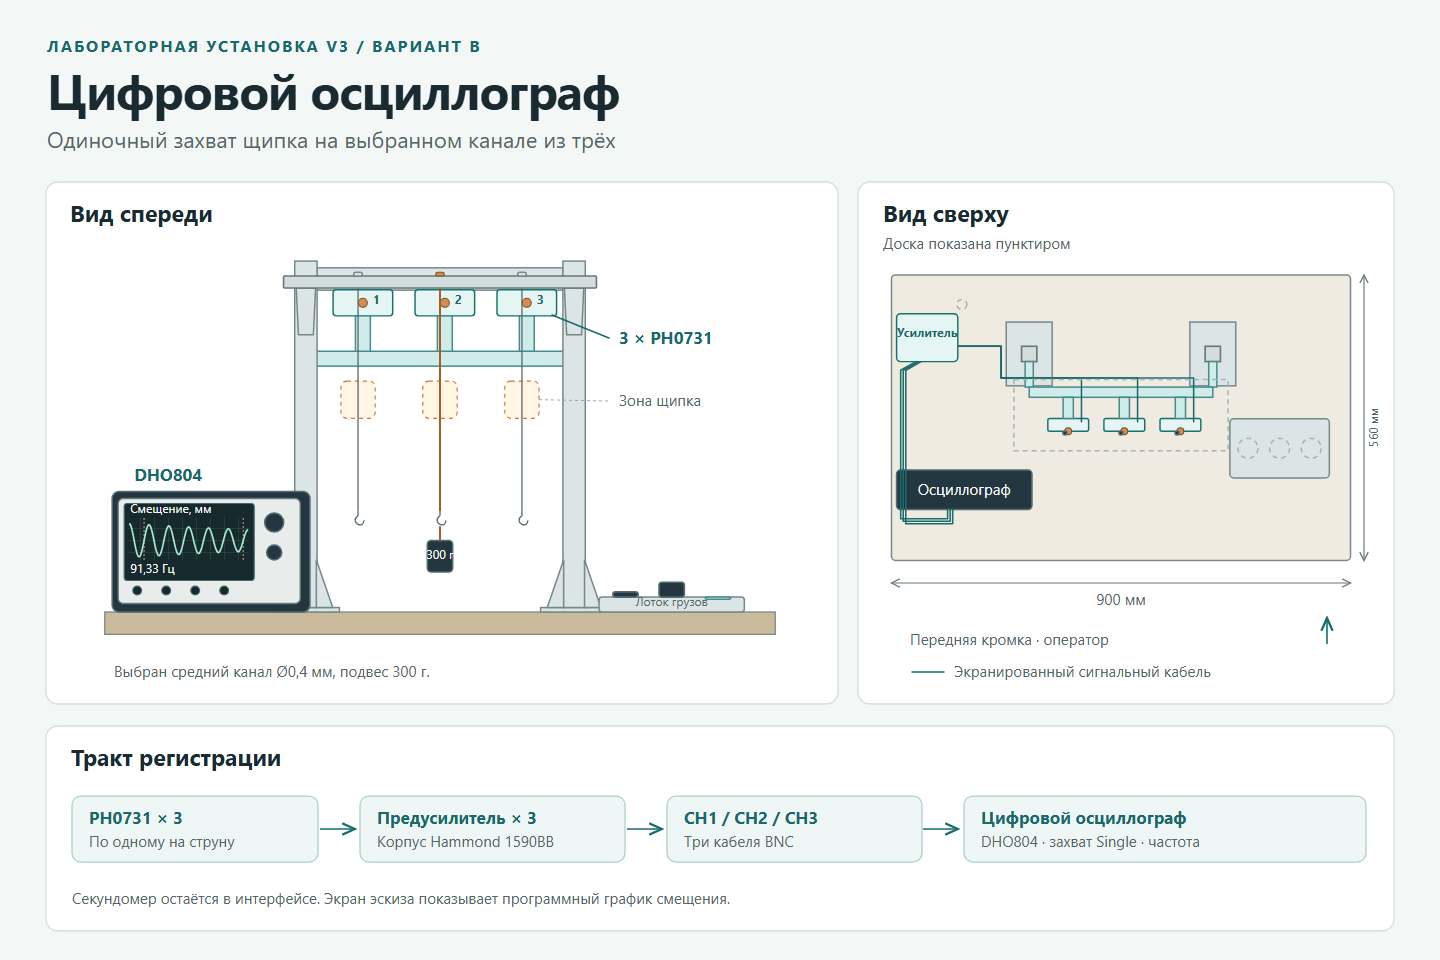 ЛАБОРАТОРНАЯ УСТАНОВКА V3 / ВАРИАНТ B
Цифровой осциллограф
Одиночный захват щипка на выбранном канале из трёх
Вид спереди
1
2
3
3 × PH0731
Зона щипка
DHO804
Смещение, мм
91,33 Гц
300 г
Лоток грузов
Выбран средний канал Ø0,4 мм, подвес 300 г.
Вид сверху
Доска показана пунктиром
Усилитель
Осциллограф
560 мм
900 мм
Передняя кромка · оператор
Экранированный сигнальный кабель
Тракт регистрации
PH0731 × 3
По одному на струну
Предусилитель × 3
Корпус Hammond 1590BB
CH1 / CH2 / CH3
Три кабеля BNC
Цифровой осциллограф
DHO804 · захват Single · частота
Секундомер остаётся в интерфейсе. Экран эскиза показывает программный график смещения.